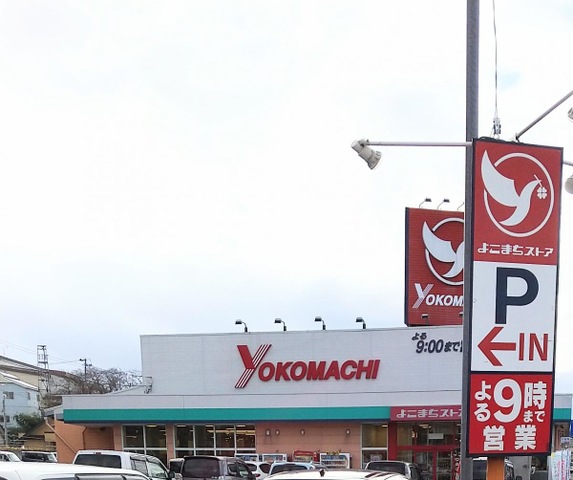 よこまちストア
P
←IN
よる9時まで
営業
YOKOMA
YOKOMACHI
よる
9:00まで
よこまちストア